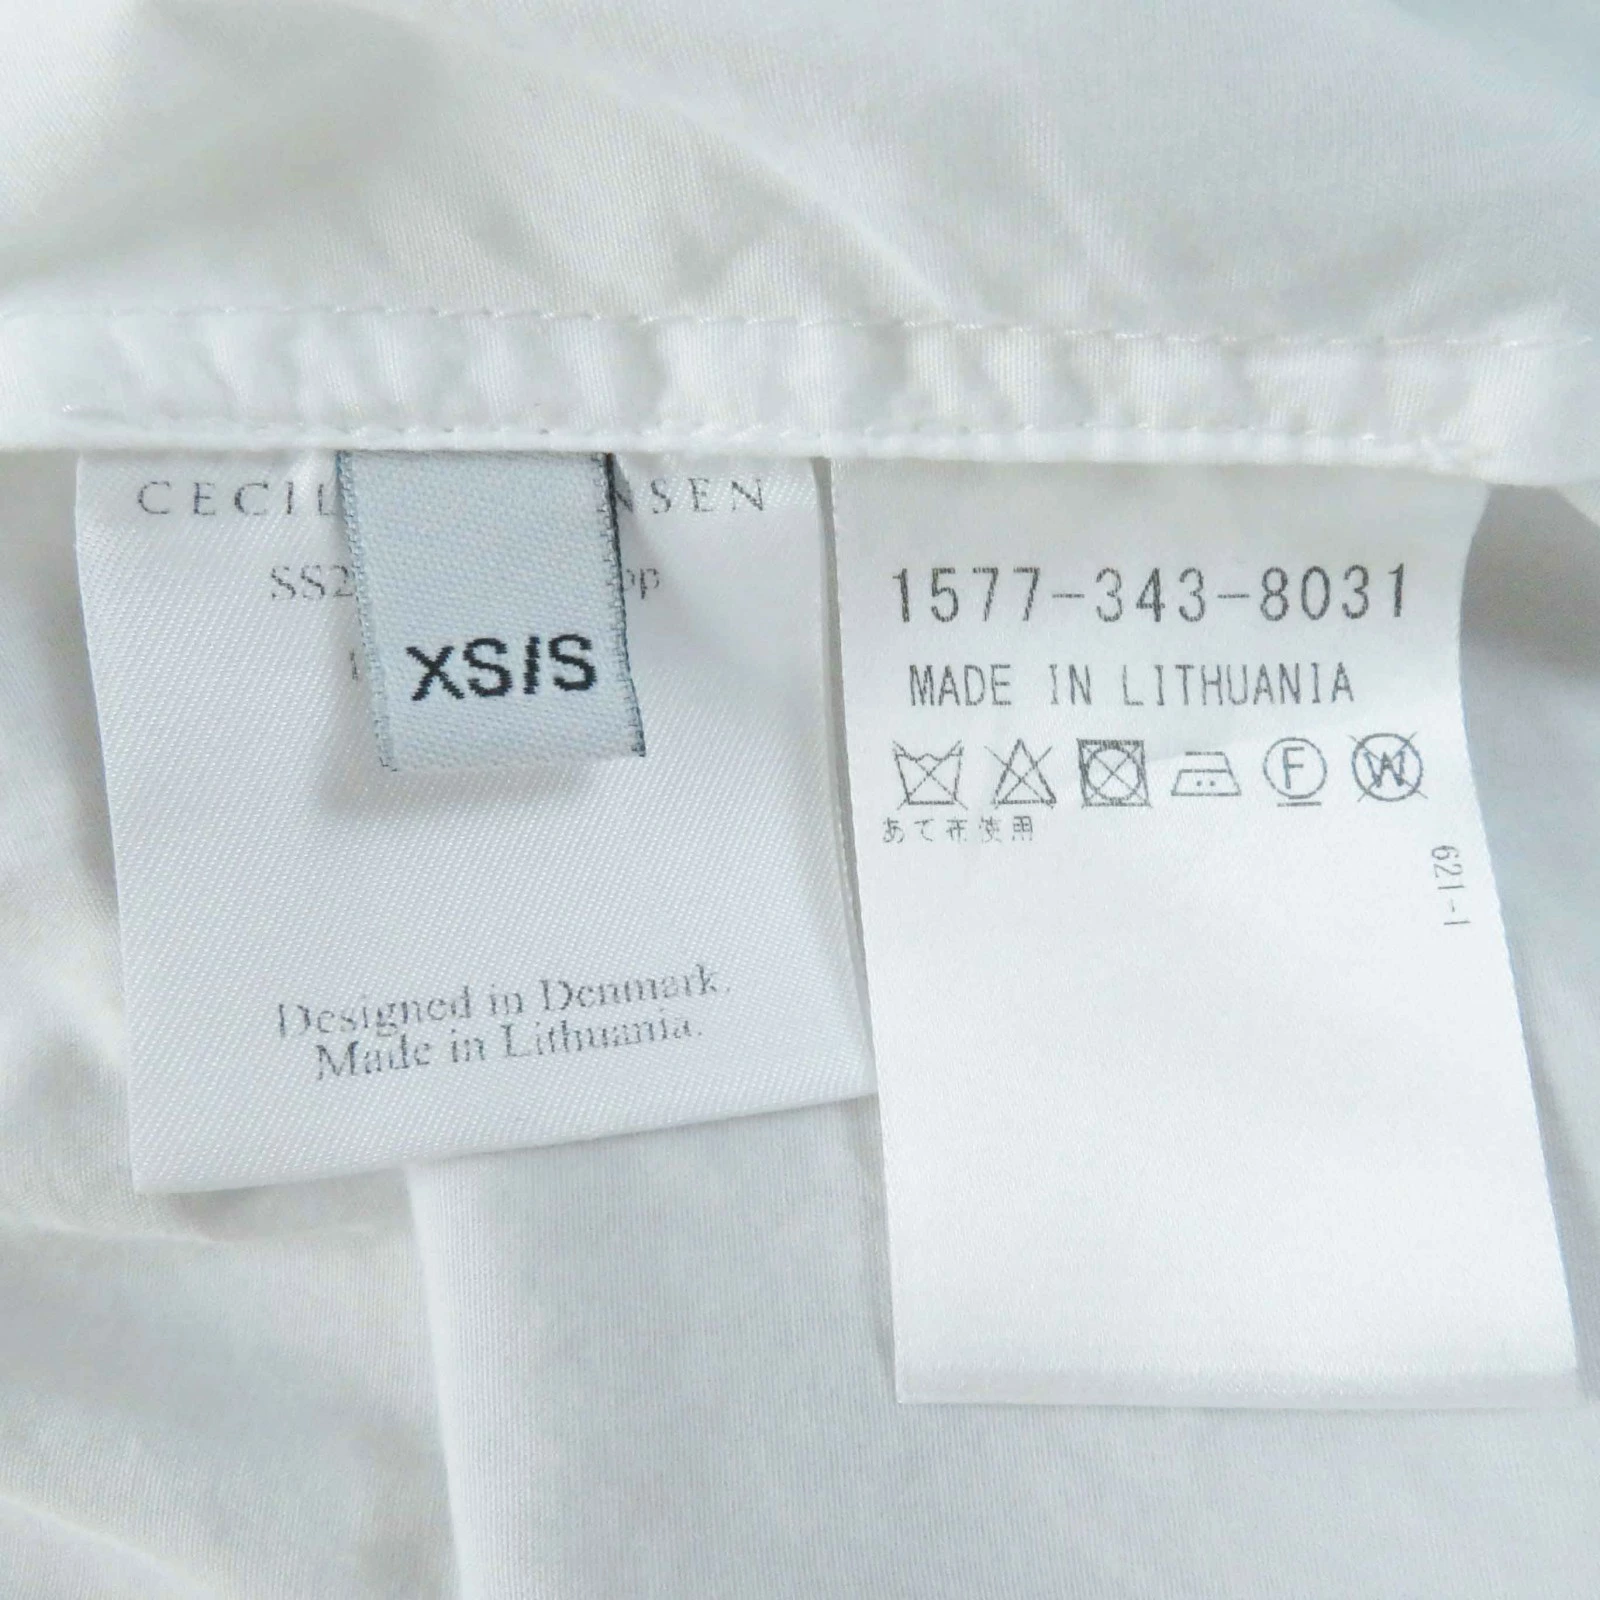 CECIL NSEN
SS2 pp
XS/S
Designed in Denmark.
Made in Lithuania.
1577-343-8031
MADE IN LITHUANIA
F W
あて布使用
621-1